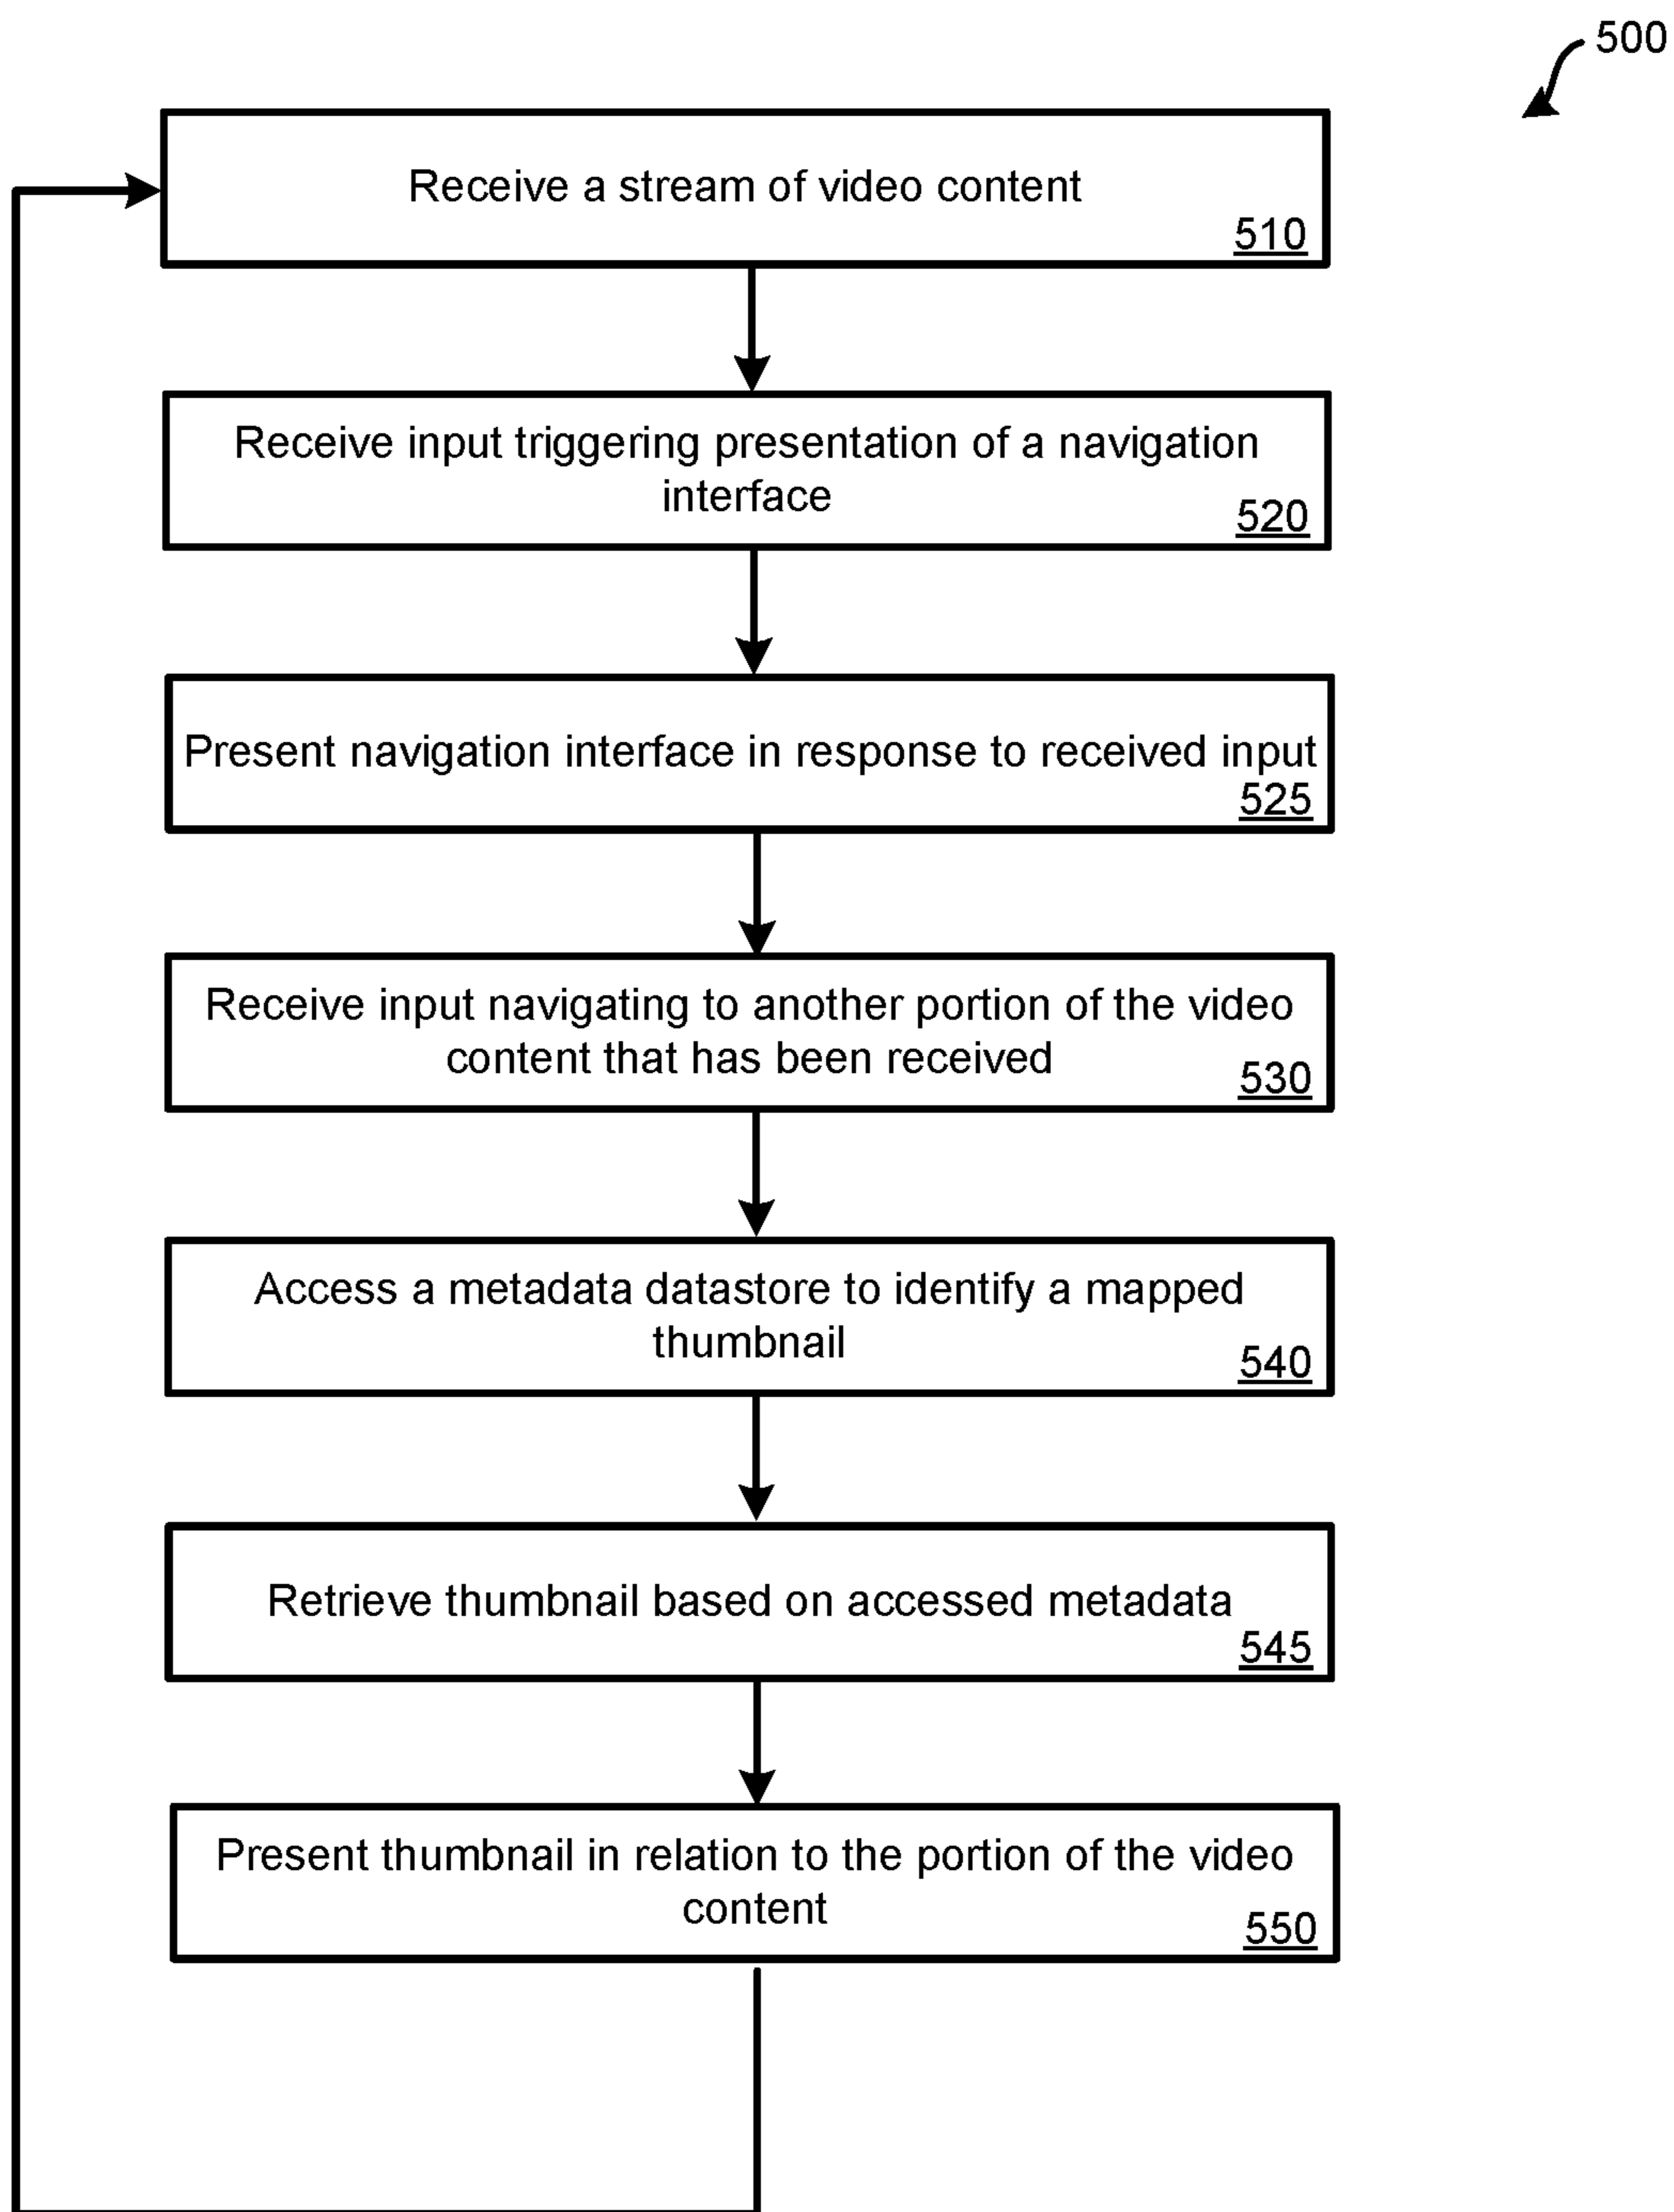 500
Receive a stream of video content
510
Receive input triggering presentation of a navigation
interface
520
Present navigation interface in response to received input
525
Receive input navigating to another portion of the video
content that has been received
530
Access a metadata datastore to identify a mapped
thumbnail
540
Retrieve thumbnail based on accessed metadata
545
Present thumbnail in relation to the portion of the video
content
550